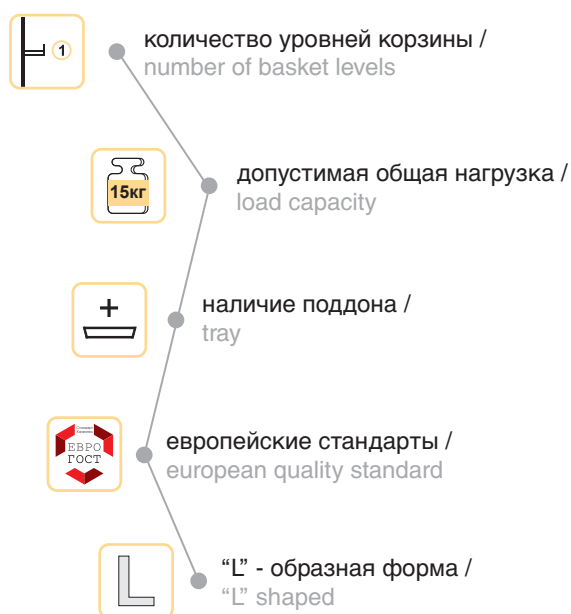 1
количество уровней корзины /
number of basket levels
15кг
допустимая общая нагрузка /
load capacity
+
наличие поддона /
tray
ЕВРО
ГОСТ
европейские стандарты /
european quality standard
L
“L” - образная форма /
“L” shaped